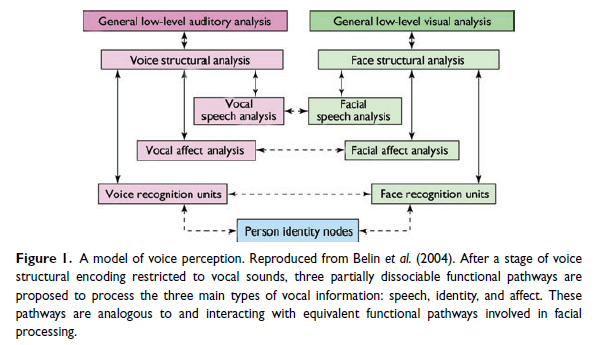 General low-level auditory analysis
General low-level visual analysis
Voice structural analysis
Face structural analysis
Vocal
speech analysis
Facial
speech analysis
Vocal affect analysis
Facial affect analysis
Voice recognition units
Face recognition units
Person identity nodes
Figure 1. A model of voice perception. Reproduced from Belin et al. (2004). After a stage of voice
structural encoding restricted to vocal sounds, three partially dissociable functional pathways are
proposed to process the three main types of vocal information: speech, identity, and affect. These
pathways are analogous to and interacting with equivalent functional pathways involved in facial
processing.